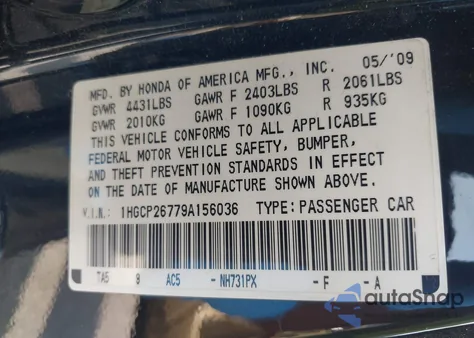 MFD. BY HONDA OF AMERICA MFG., INC. 05/'09
GVWR 4431LBS GAWR F 2403LBS R 2061LBS
GVWR 2010KG GAWR F 1090KG R 935KG
THIS VEHICLE CONFORMS TO ALL APPLICABLE
FEDERAL MOTOR VEHICLE SAFETY, BUMPER,
AND THEFT PREVENTION STANDARDS IN EFFECT
ON THE DATE OF MANUFACTURE SHOWN ABOVE.
V.I.N.: 1HGCP26779A156036 TYPE: PASSENGER CAR
TA5 9 AC5 - NH731PX - F - A
autoSnap